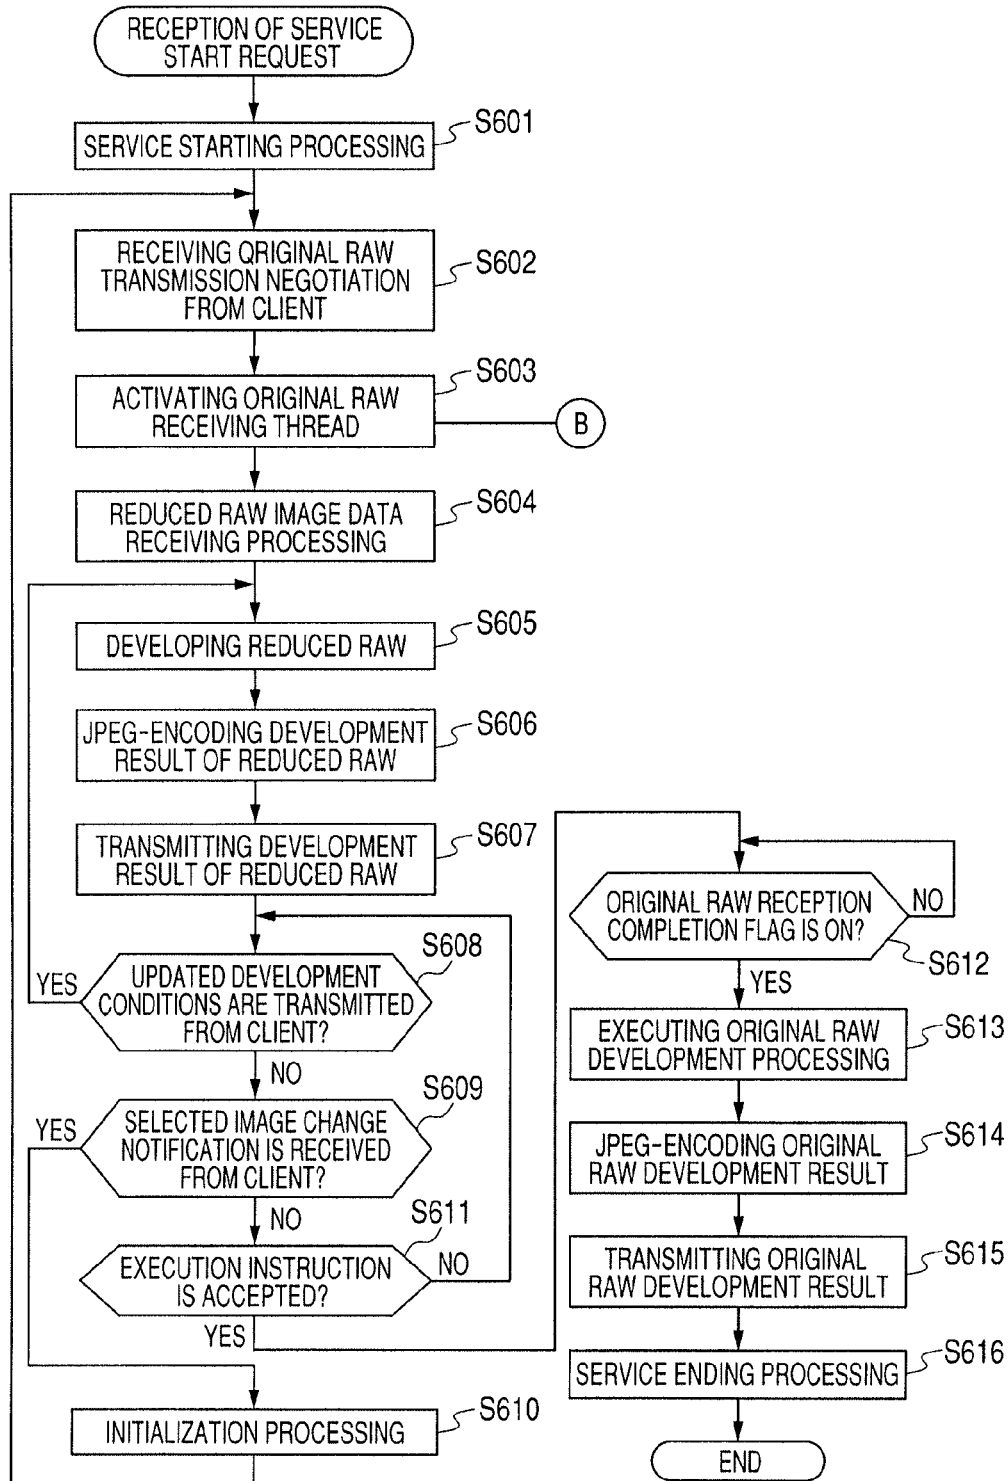 RECEPTION OF SERVICE
START REQUEST
S601
SERVICE STARTING PROCESSING
RECEIVING QRIGINAL RAW
TRANSMISSION NEGOTIATION
FROM CLIENT
S602
S603
ACTIVATING ORIGINAL RAW
RECEIVING THREAD
B
S604
REDUCED RAW IMAGE DATA
RECEIVING PROCESSING
S605
DEVELOPING REDUCED RAW
S606
JPEG-ENCODING DEVELOPMENT
RESULT OF REDUCED RAW
S607
TRANSMITTING DEVELOPMENT
RESULT OF REDUCED RAW
S608
YES
UPDATED DEVELOPMENT
CONDITIONS ARE TRANSMITTED
FROM CLIENT?
NO
S609
YES
SELECTED IMAGE CHANGE
NOTIFICATION IS RECEIVED
FROM CLIENT?
NO
S611
EXECUTION INSTRUCTION
IS ACCEPTED?
NO
YES
S610
INITIALIZATION PROCESSING
ORIGINAL RAW RECEPTION
COMPLETION FLAG IS ON?
NO
S612
YES
EXECUTING ORIGINAL RAW
DEVELOPMENT PROCESSING
S613
JPEG-ENCODING ORIGINAL
RAW DEVELOPMENT RESULT
S614
TRANSMITTING ORIGINAL
RAW DEVELOPMENT RESULT
S615
SERVICE ENDING PROCESSING
S616
END